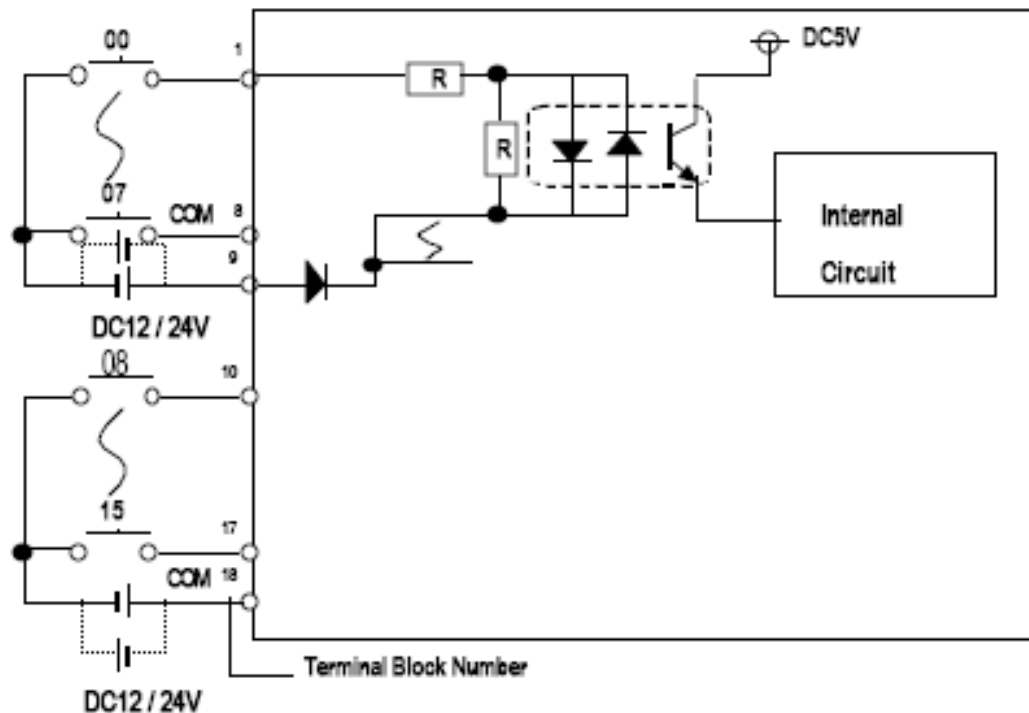 00
1
DC5V
R
R
07
COM 8
9
Internal
Circuit
DC12 / 24V
08
10
15
17
COM 18
Terminal Block Number
DC12 / 24V